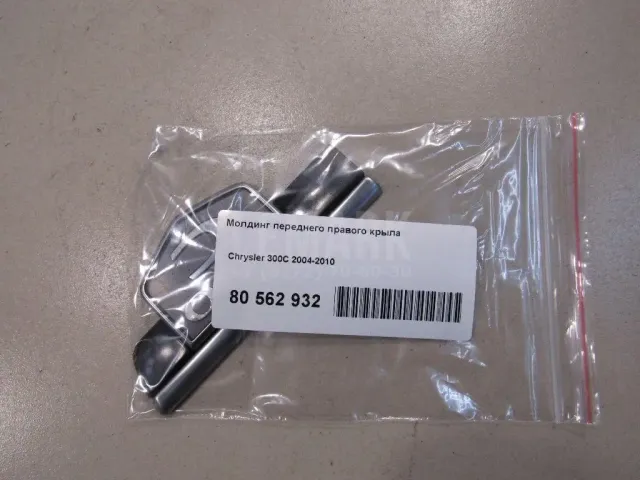 Молдинг переднего правого крыла
Chrysler 300C 2004-2010
80 562 932